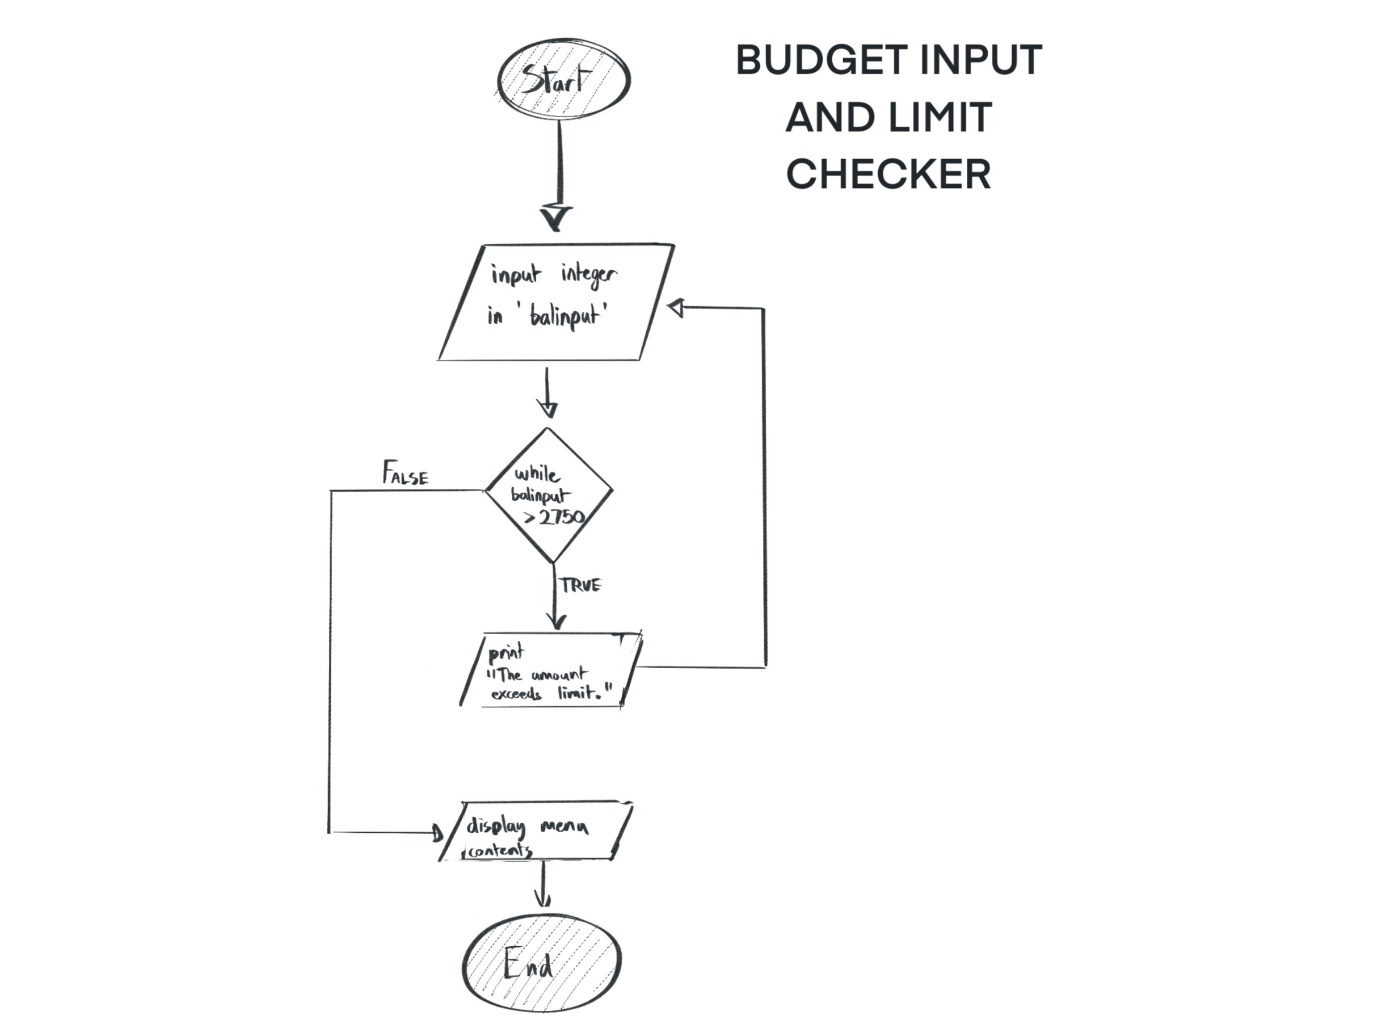 BUDGET INPUT
AND LIMIT
CHECKER
Start
input integer
in 'balinput'
while
balinput
>2750
FALSE
TRUE
print
"The amount
exceeds limit."
display menu
contents
End